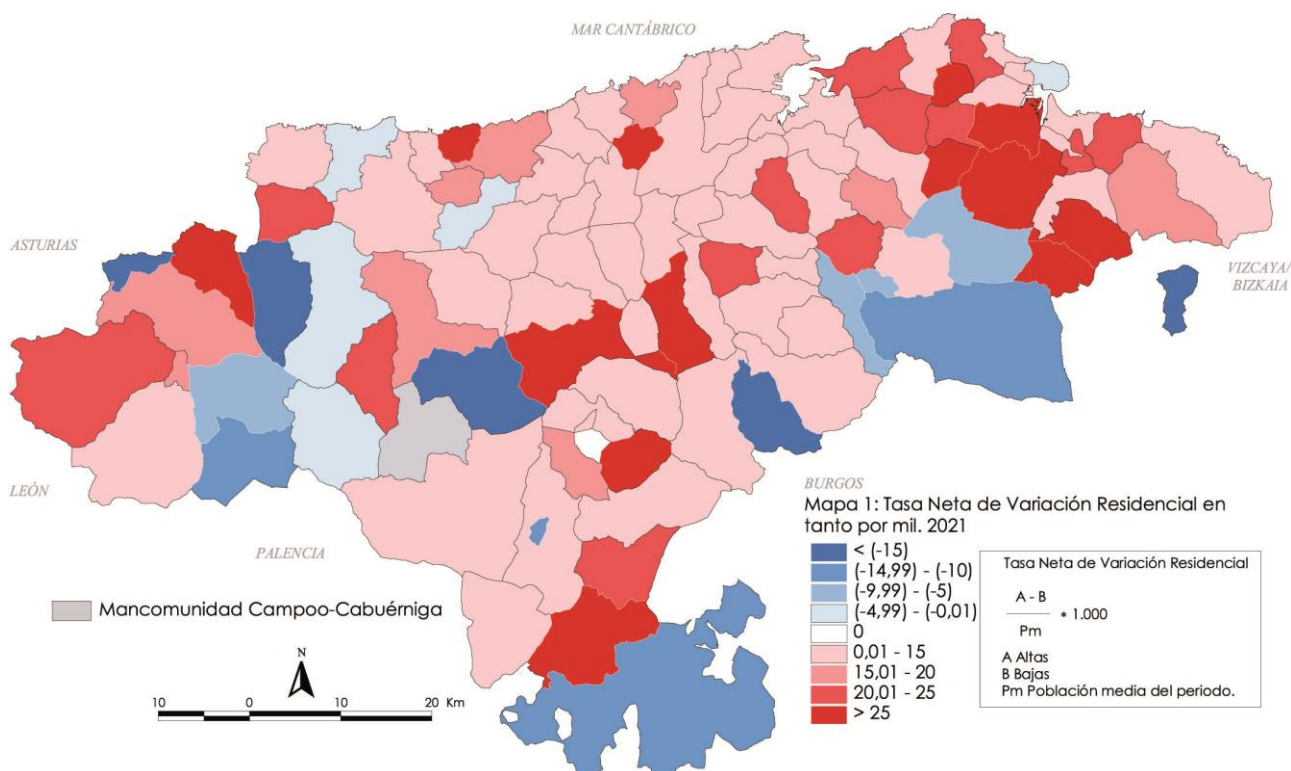 MAR CANTÁBRICO
ASTURIAS
VIZCAYA/
BIZKAIA
LEÓN
BURGOS
PALENCIA
Mapa 1: Tasa Neta de Variación Residencial en
tanto por mil. 2021
< (-15)
(-14,99) - (-10)
(-9,99) - (-5)
(-4,99) - (-0,01)
0
0,01 - 15
15,01 - 20
20,01 - 25
> 25
Tasa Neta de Variación Residencial
A - B
* 1.000
Pm
A Altas
B Bajas
Pm Población media del periodo.
Mancomunidad Campoo-Cabuérniga
N
10 0 10 20 Km